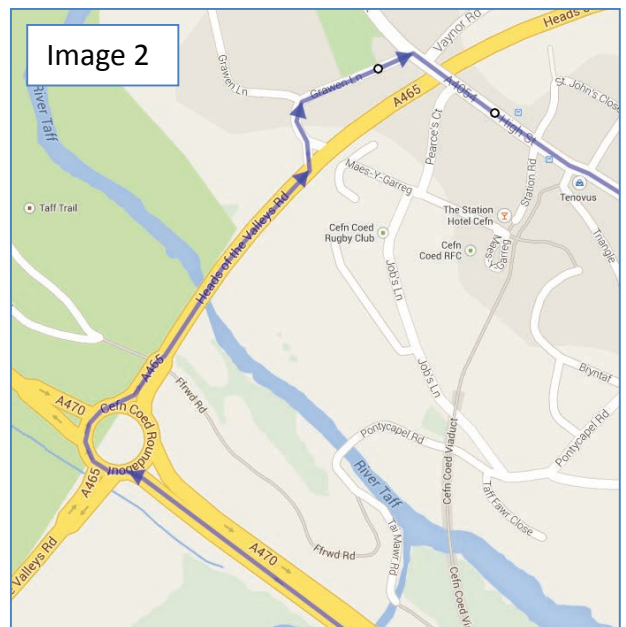 Image 2
Vaynor Rd
Heads of
Grawen Ln
Grawen Ln
A465
A4054
High St
St. John's Close
River Taff
Pearse's Ct
Station Rd
Maes-Y-Garreg
Tenovus
Taff Trail
The Station
Hotel Cefn
Cefn Coed
Rugby Club
Cefn
Coed RFC
Maes-Y
Garreg
Triangle
Heads of the Valleys Rd
Job's Ln
A465
Job's Ln
Bryntaf
A470
Ffrwd Rd
Cefn Coed Roundabout
Pontycapel Rd
Pontycapel Rd
A465
River Taff
Cefn Coed Viaduct
Taff Fawr Close
e Valleys Rd
A470
Ffrwd Rd
Tai Mawr Rd
Cefn Coed Viaduct